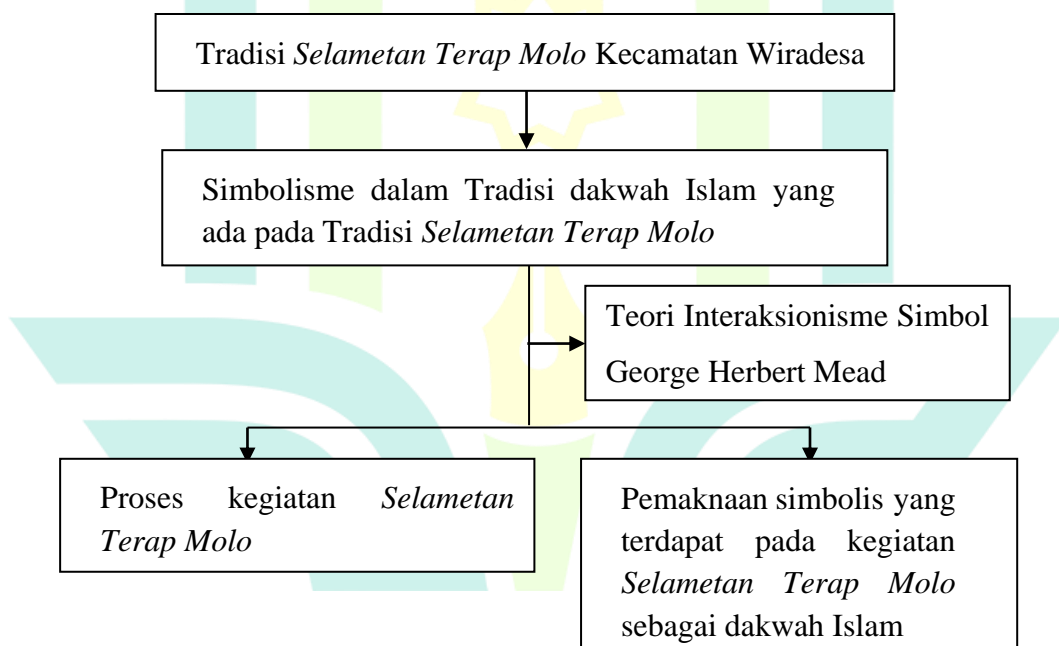 Tradisi Selametan Terap Molo Kecamatan Wiradesa
Simbolisme dalam Tradisi dakwah Islam yang
ada pada Tradisi Selametan Terap Molo
Teori Interaksionisme Simbol
George Herbert Mead
Proses kegiatan Selametan
Terap Molo
Pemaknaan simbolis yang
terdapat pada kegiatan
Selametan Terap Molo
sebagai dakwah Islam